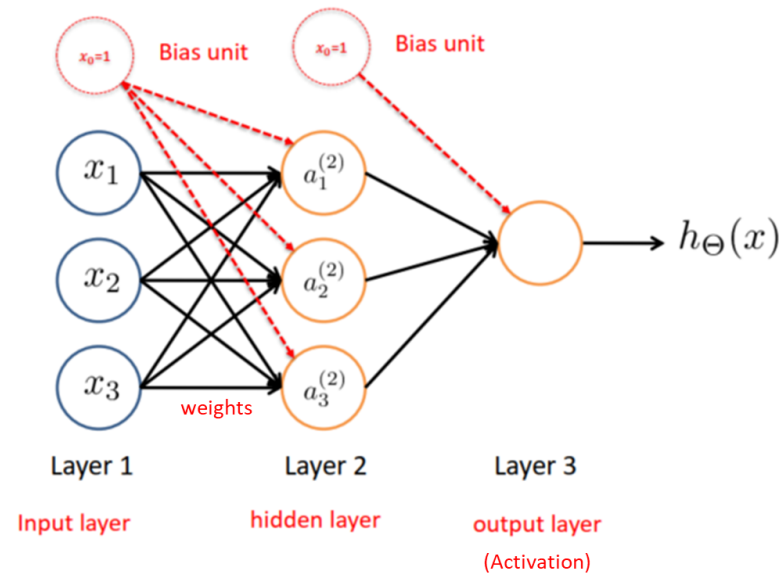 x₀=1
Bias unit
x₀=1
Bias unit
x₁
a₁⁽²⁾
x₂
a₂⁽²⁾
h_Θ(x)
x₃
a₃⁽²⁾
weights
Layer 1
Layer 2
Layer 3
Input layer
hidden layer
output layer
(Activation)